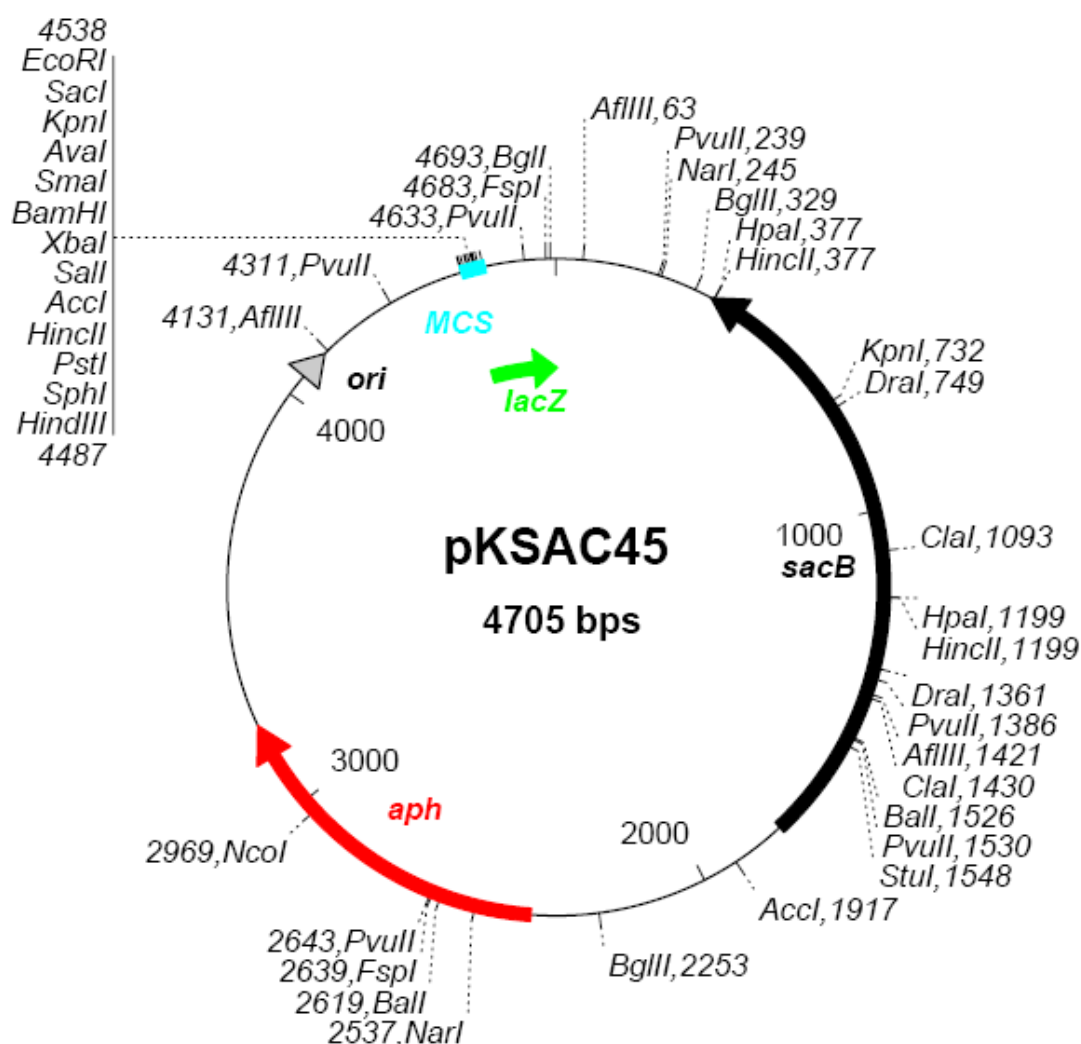 4538
EcoRI
SacI
KpnI
AvaI
SmaI
BamHI
XbaI
SalI
AccI
HincII
PstI
SphI
HindIII
4487
4693,BglI
4683,FspI
4633,PvuII
4311,PvuII
4131,AflIII
AflIII,63
PvuII,239
NarI,245
BglII,329
HpaI,377
HincII,377
KpnI,732
DraI,749
ClaI,1093
HpaI,1199
HincII,1199
DraI,1361
PvuII,1386
AflIII,1421
ClaI,1430
BalI,1526
PvuII,1530
StuI,1548
AccI,1917
BglII,2253
2537,NarI
2619,BalI
2639,FspI
2643,PvuII
2969,NcoI
MCS
lacZ
ori
4000
1000
sacB
pKSAC45
4705 bps
3000
aph
2000